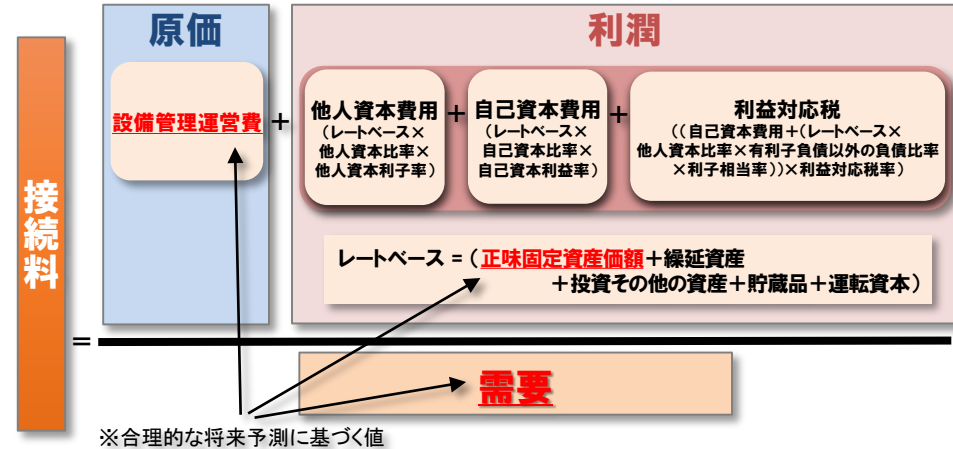 原価
利潤
設備管理運営費
+
他人資本費用
(レートベース×
他人資本比率×
他人資本利子率)
+
自己資本費用
(レートベース×
自己資本比率×
自己資本利益率)
+
利益対応税
((自己資本費用+(レートベース×
他人資本比率×有利子負債以外の負債比率
×利子相当率))×利益対応税率)
レートベース =(正味固定資産価額+繰延資産
+投資その他の資産+貯蔵品+運転資本)
接続料
=
需要
※合理的な将来予測に基づく値